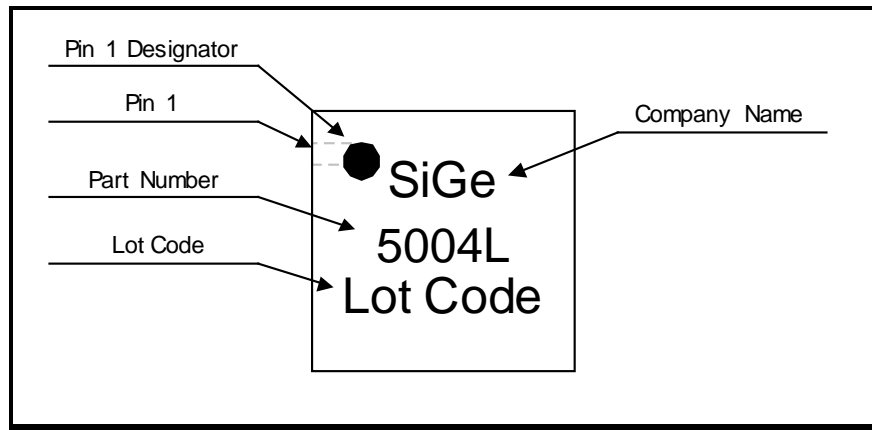 Pin 1 Designator
Pin 1
Company Name
SiGe
Part Number
5004L
Lot Code
Lot Code